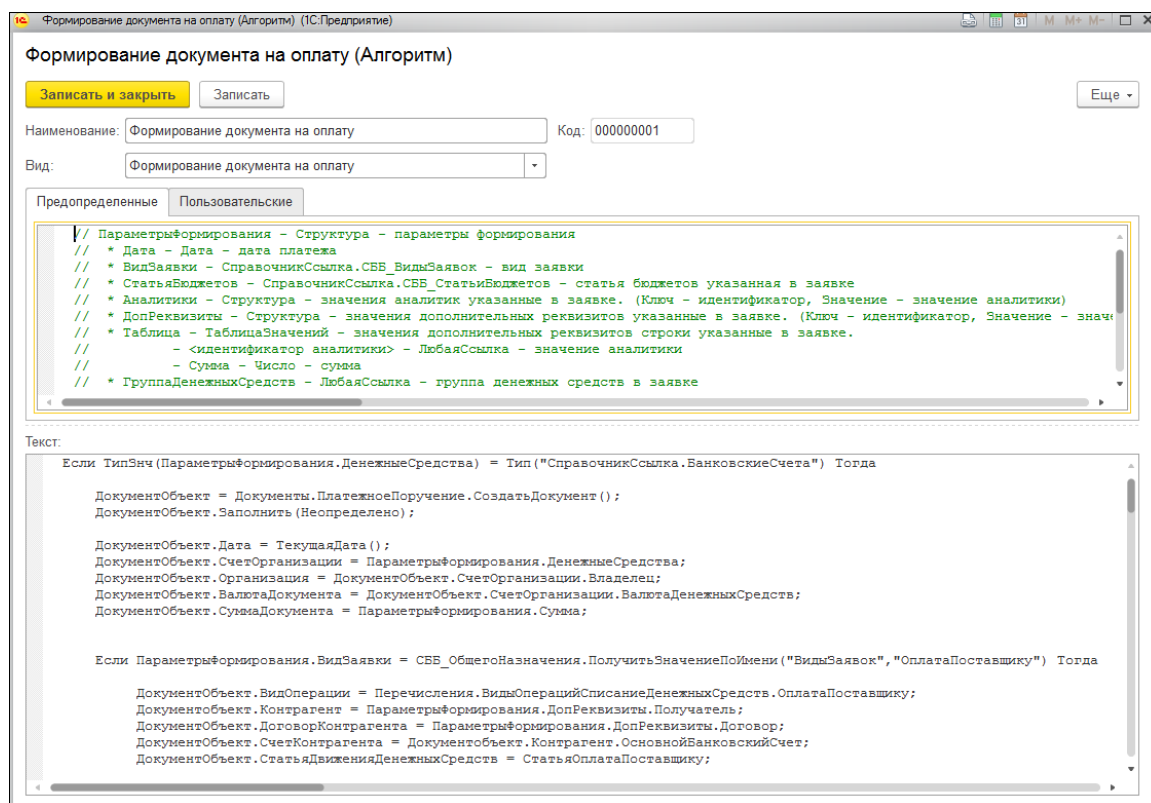 Формирование документа на оплату (Алгоритм) (1С:Предприятие)
M M+ M-
Формирование документа на оплату (Алгоритм)
Записать и закрыть Записать Еще
Наименование: Формирование документа на оплату Код: 000000001
Вид: Формирование документа на оплату
Предопределенные Пользовательские
// ПараметрыФормирования - Структура - параметры формирования
// * Дата - Дата - дата платежа
// * ВидЗаявки - СправочникСсылка.СББ_ВидыЗаявок - вид заявки
// * СтатьяБюджетов - СправочникСсылка.СББ_СтатьиБюджетов - статья бюджетов указанная в заявке
// * Аналитики - Структура - значения аналитик указанные в заявке. (Ключ - идентификатор, Значение - значение аналитики)
// * ДопРеквизиты - Структура - значения дополнительных реквизитов указанные в заявке. (Ключ - идентификатор, Значение - знач
// * Таблица - ТаблицаЗначений - значения дополнительных реквизитов строки указанные в заявке.
// - <идентификатор аналитики> - ЛюбаяСсылка - значение аналитики
// - Сумма - Число - сумма
// * ГруппаДенежныхСредств - ЛюбаяСсылка - группа денежных средств в заявке
Текст:
Если ТипЗнч(ПараметрыФормирования.ДенежныеСредства) = Тип("СправочникСсылка.БанковскиеСчета") Тогда
ДокументОбъект = Документы.ПлатежноеПоручение.СоздатьДокумент();
ДокументОбъект.Заполнить(Неопределено);
ДокументОбъект.Дата = ТекущаяДата();
ДокументОбъект.СчетОрганизации = ПараметрыФормирования.ДенежныеСредства;
ДокументОбъект.Организация = ДокументОбъект.СчетОрганизации.Владелец;
ДокументОбъект.ВалютаДокумента = ДокументОбъект.СчетОрганизации.ВалютаДенежныхСредств;
ДокументОбъект.СуммаДокумента = ПараметрыФормирования.Сумма;
Если ПараметрыФормирования.ВидЗаявки = СББ_ОбщегоНазначения.ПолучитьЗначениеПоИмени("ВидыЗаявок","ОплатаПоставщику") Тогда
ДокументОбъект.ВидОперации = Перечисления.ВидыОперацийСписаниеДенежныхСредств.ОплатаПоставщику;
ДокументОбъект.Контрагент = ПараметрыФормирования.ДопРеквизиты.Получатель;
ДокументОбъект.ДоговорКонтрагента = ПараметрыФормирования.ДопРеквизиты.Договор;
ДокументОбъект.СчетКонтрагента = Документобъект.Контрагент.ОсновнойБанковскийСчет;
ДокументОбъект.СтатьяДвиженияДенежныхСредств = СтатьяОплатаПоставщику;